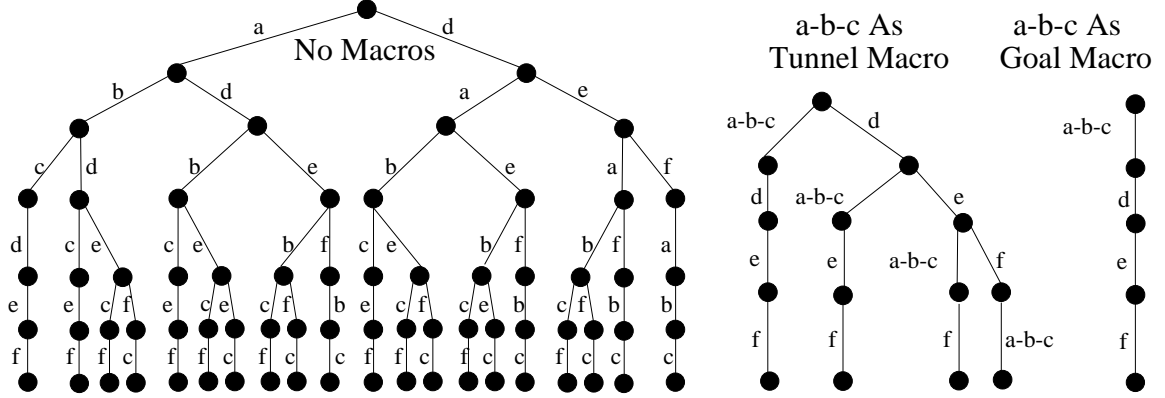 a d
No Macros
b d a e
c d b e b e a f
d c e c e b f c e b f b f a
e e c f e c e c f b e c f c e b c f b b
f f f c f f c f c c f f c f c c f c c c
a-b-c As
Tunnel Macro
a-b-c d
d a-b-c e
e e a-b-c f
f f f a-b-c
a-b-c As
Goal Macro
a-b-c
d
e
f